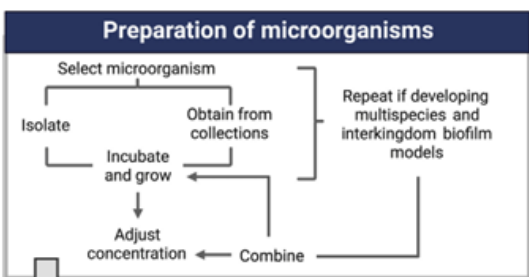 Preparation of microorganisms
Select microorganism
Isolate
Obtain from
collections
Incubate
and grow
Repeat if developing
multispecies and
interkingdom biofilm
models
Adjust
concentration
Combine